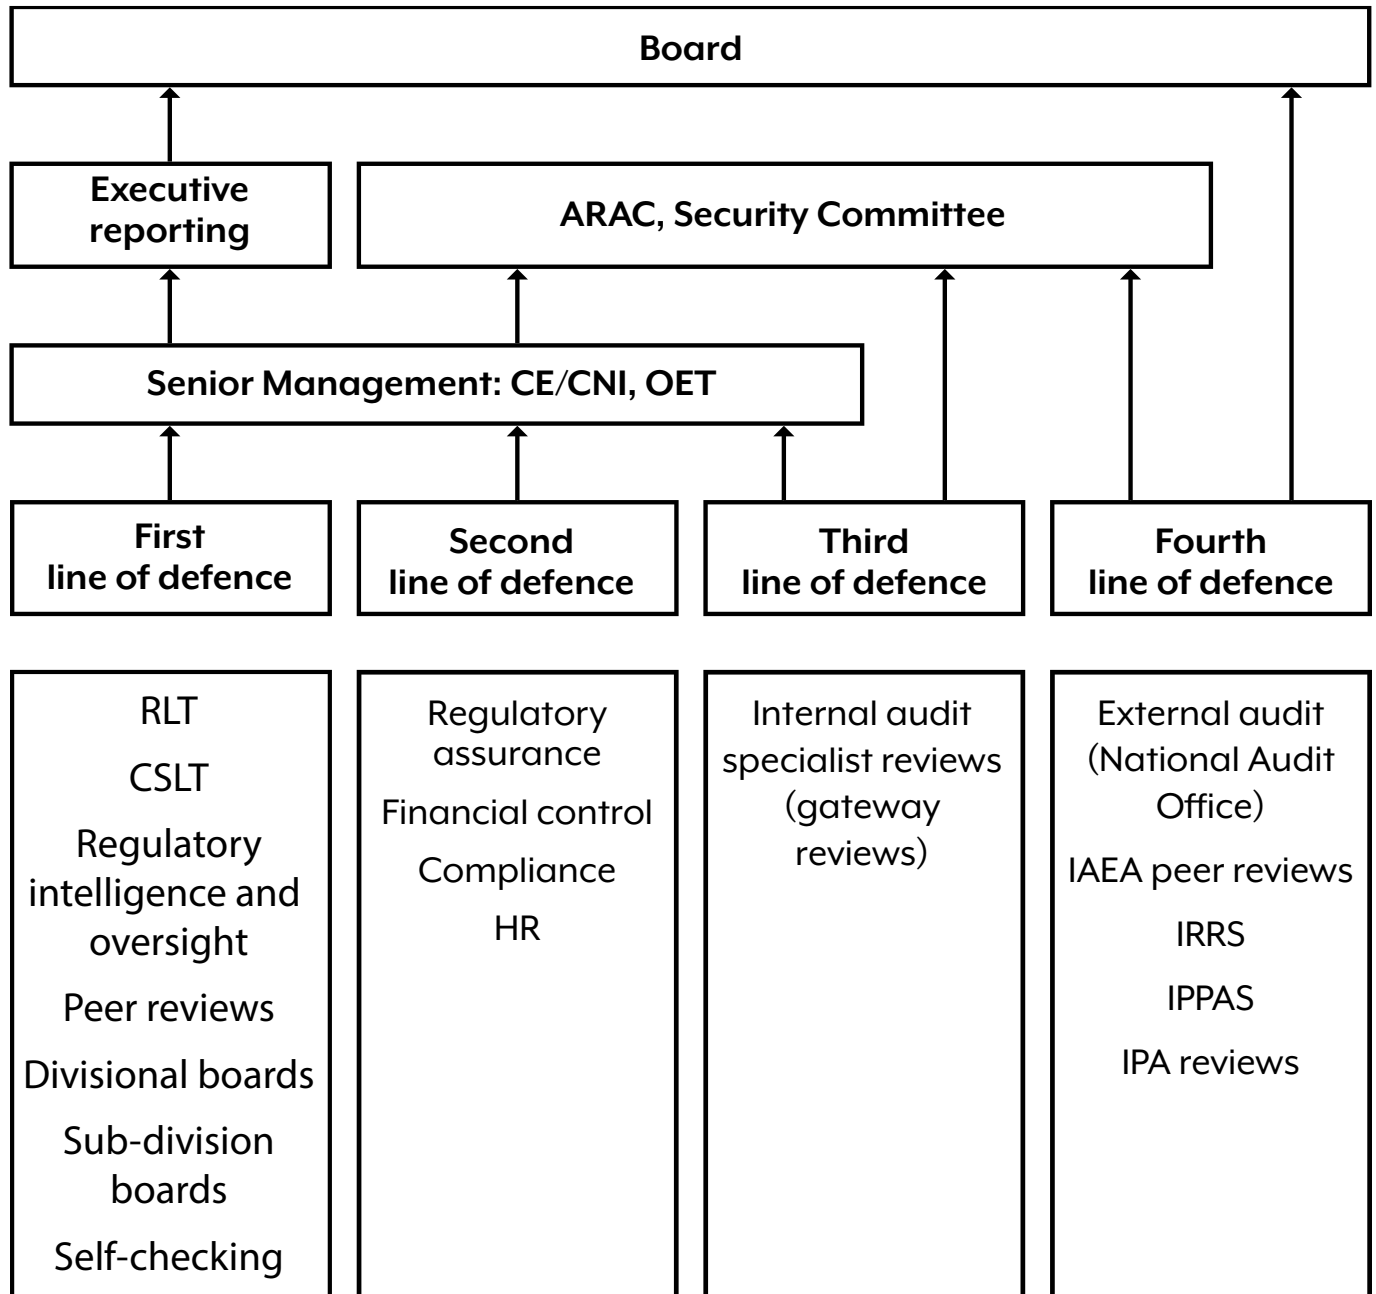 Board
Executive
reporting
ARAC, Security Committee
Senior Management: CE/CNI, OET
First
line of defence
Second
line of defence
Third
line of defence
Fourth
line of defence
RLT
CSLT
Regulatory
intelligence and
oversight
Peer reviews
Divisional boards
Sub-division
boards
Self-checking
Regulatory
assurance
Financial control
Compliance
HR
Internal audit
specialist reviews
(gateway
reviews)
External audit
(National Audit
Office)
IAEA peer reviews
IRRS
IPPAS
IPA reviews